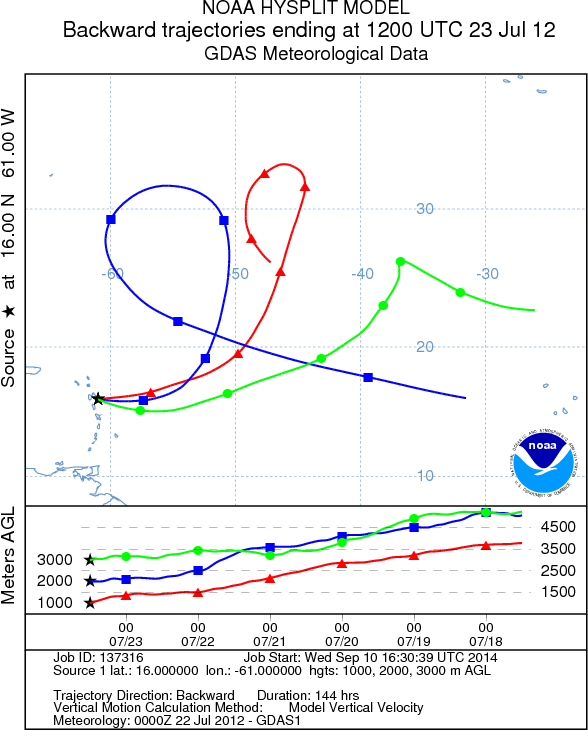 NOAA HYSPLIT MODEL
Backward trajectories ending at 1200 UTC 23 Jul 12
GDAS Meteorological Data
Source ★ at 16.00 N 61.00 W
30
-60 -50 -40 -30
20
10
noaa
Meters AGL
4500
3500
3000
2500
2000
1500
1000
00 00 00 00 00 00
07/23 07/22 07/21 07/20 07/19 07/18
Job ID: 137316 Job Start: Wed Sep 10 16:30:39 UTC 2014
Source 1 lat.: 16.000000 lon.: -61.000000 hgts: 1000, 2000, 3000 m AGL
Trajectory Direction: Backward Duration: 144 hrs
Vertical Motion Calculation Method: Model Vertical Velocity
Meteorology: 0000Z 22 Jul 2012 - GDAS1